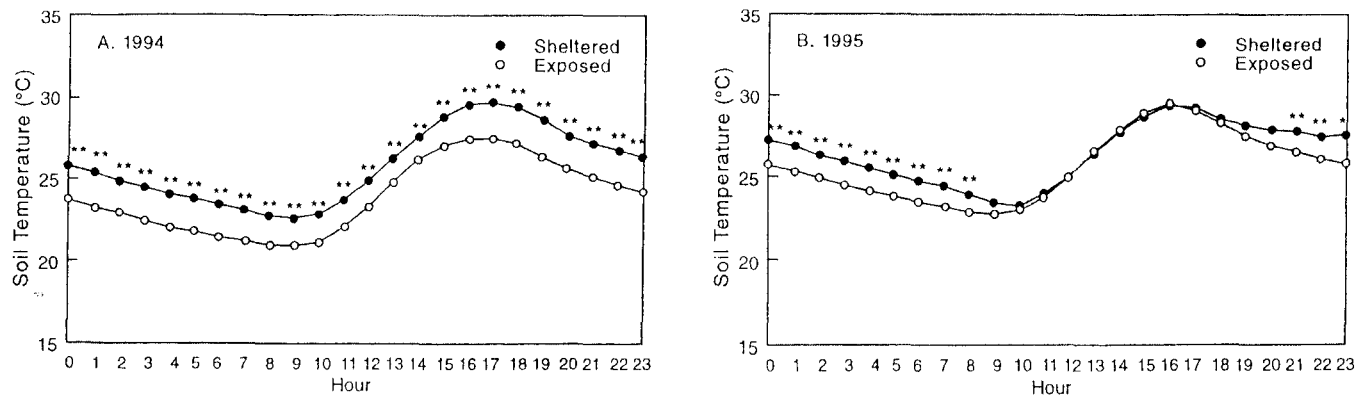 A. 1994
Sheltered
Exposed
Soil Temperature (°C)
35
30
25
20
15
** ** ** ** ** ** ** ** ** ** ** ** ** ** ** ** ** ** ** ** ** ** ** **
0 1 2 3 4 5 6 7 8 9 10 11 12 13 14 15 16 17 18 19 20 21 22 23
Hour
B. 1995
Sheltered
Exposed
Soil Temperature (°C)
35
30
25
20
15
** ** ** ** ** ** ** ** ** ** ** *
0 1 2 3 4 5 6 7 8 9 10 11 12 13 14 15 16 17 18 19 20 21 22 23
Hour